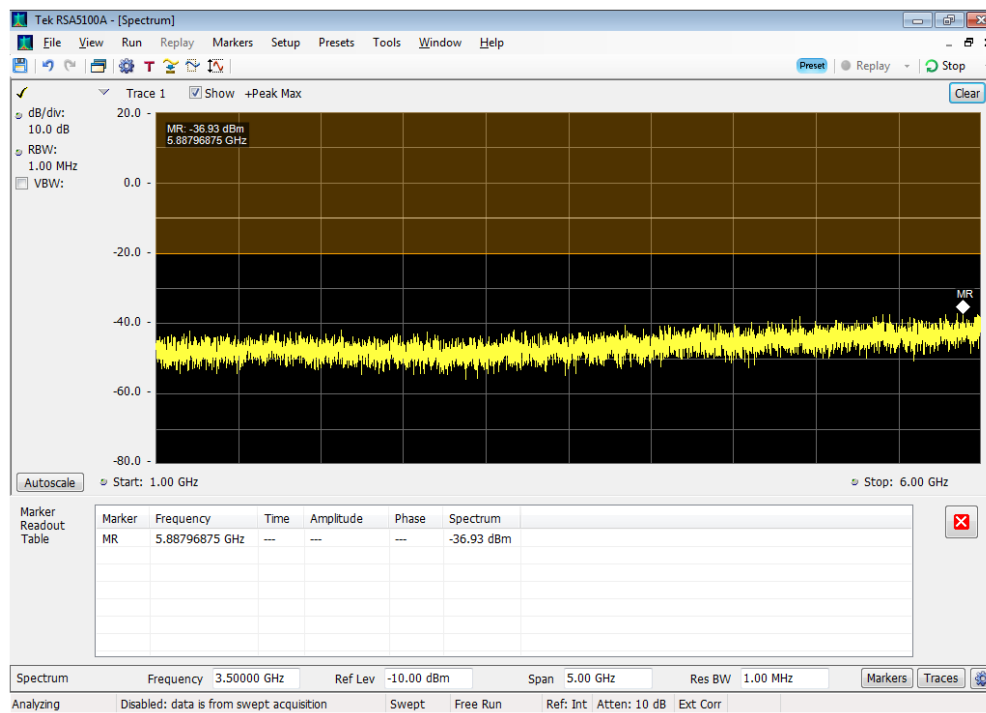 Tek RSA5100A - [Spectrum]
File View Run Replay Markers Setup Presets Tools Window Help
T Preset Replay Stop
Trace 1 Show +Peak Max Clear
dB/div:
10.0 dB
RBW:
1.00 MHz
VBW:
20.0 -
0.0 -
-20.0 -
-40.0 -
-60.0 -
-80.0 -
MR: -36.93 dBm
5.88796875 GHz
MR
Autoscale Start: 1.00 GHz Stop: 6.00 GHz
Marker
Readout
Table
Marker Frequency Time Amplitude Phase Spectrum
MR 5.88796875 GHz --- --- --- -36.93 dBm
Spectrum Frequency 3.50000 GHz Ref Lev -10.00 dBm Span 5.00 GHz Res BW 1.00 MHz Markers Traces
Analyzing Disabled: data is from swept acquisition Swept Free Run Ref: Int Atten: 10 dB Ext Corr